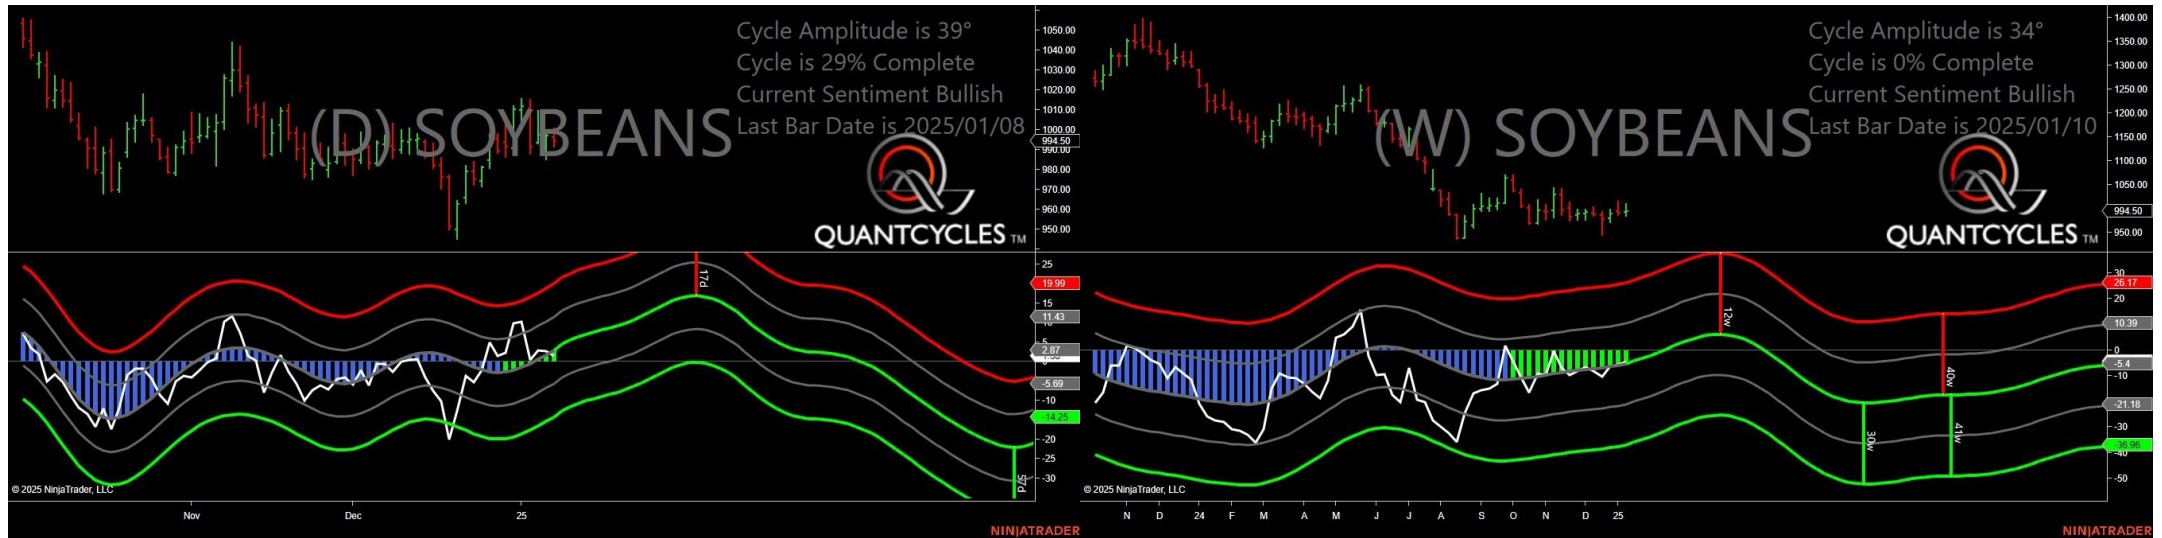 Cycle Amplitude is 39°
Cycle is 29% Complete
Current Sentiment Bullish
Last Bar Date is 2025/01/08
(D) SOYBEANS
QUANTCYCLES TM
1050.00
1040.00
1030.00
1020.00
1010.00
1000.00
994.50
990.00
980.00
970.00
960.00
950.00
17d
25
19.99
15
11.43
5
2.87
-5.69
-10
-14.25
-20
-25
-30
57d
© 2025 NinjaTrader, LLC
Nov
Dec
25
NINJATRADER
Cycle Amplitude is 34°
Cycle is 0% Complete
Current Sentiment Bullish
Last Bar Date is 2025/01/10
(W) SOYBEANS
QUANTCYCLES TM
1400.00
1350.00
1300.00
1250.00
1200.00
1150.00
1100.00
1050.00
994.50
950.00
12w
40w
30w
41w
30
26.17
20
10.39
0
-5.4
-10
-21.18
-30
-36.96
-40
-50
© 2025 NinjaTrader, LLC
N D 24 F M A M J J A S O N D 25
NINJATRADER